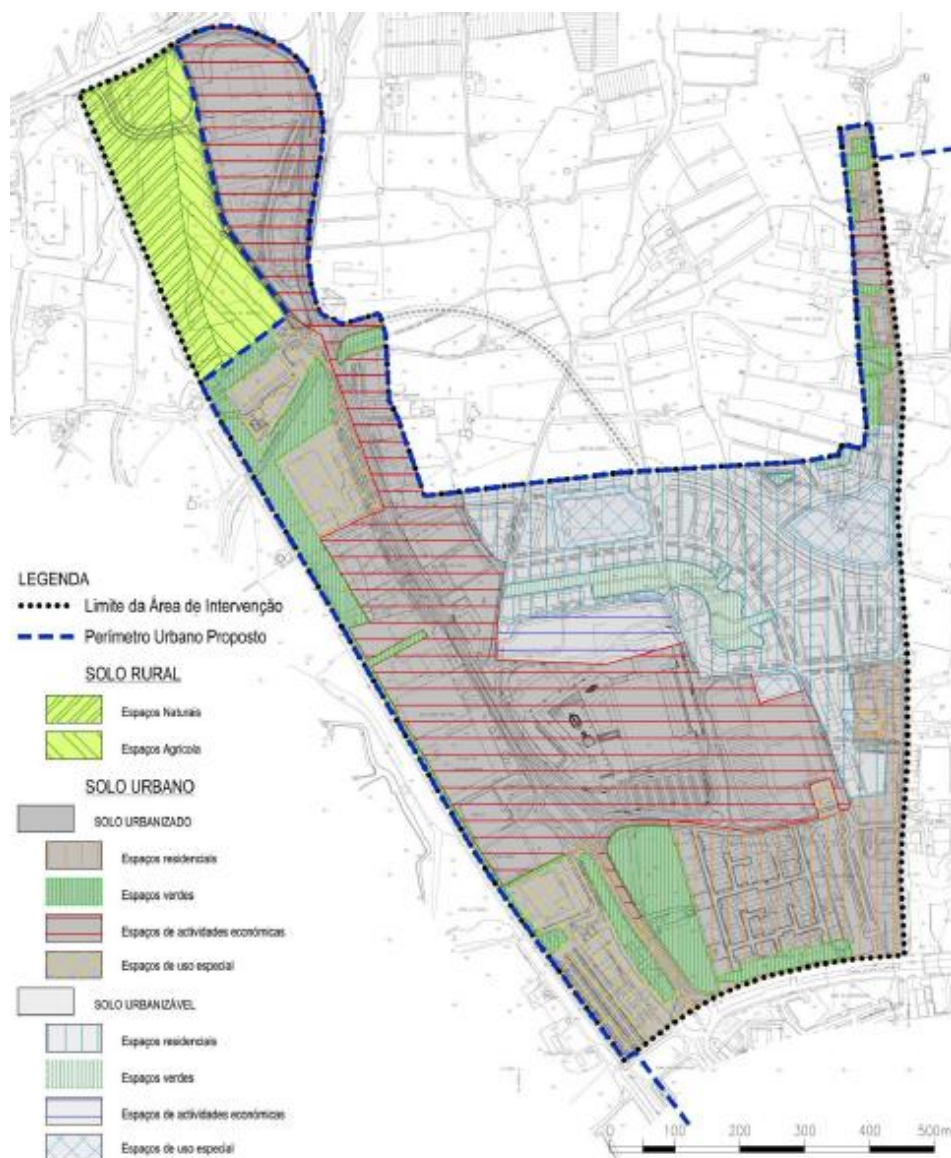 LEGENDA
Limite da Área de Intervenção
Perímetro Urbano Proposto
SOLO RURAL
Espaços Naturais
Espaços Agrícola
SOLO URBANO
SOLO URBANIZADO
Espaços residenciais
Espaços verdes
Espaços de actividades económicas
Espaços de uso especial
SOLO URBANIZÁVEL
Espaços residenciais
Espaços verdes
Espaços de actividades económicas
Espaços de uso especial
0 100 200 300 400 500m